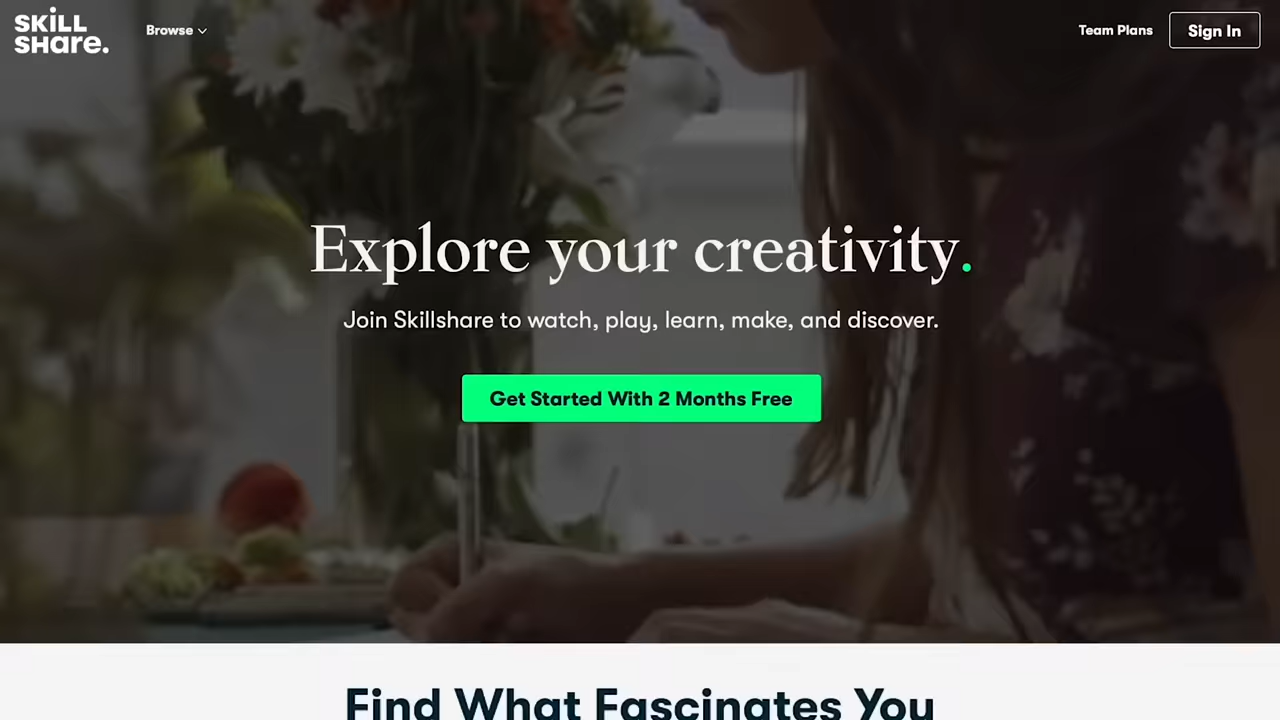 SKILL
SHare.
Browse
Team Plans
Sign In
Explore your creativity.
Join Skillshare to watch, play, learn, make, and discover.
Get Started With 2 Months Free
Find What Fascinates You